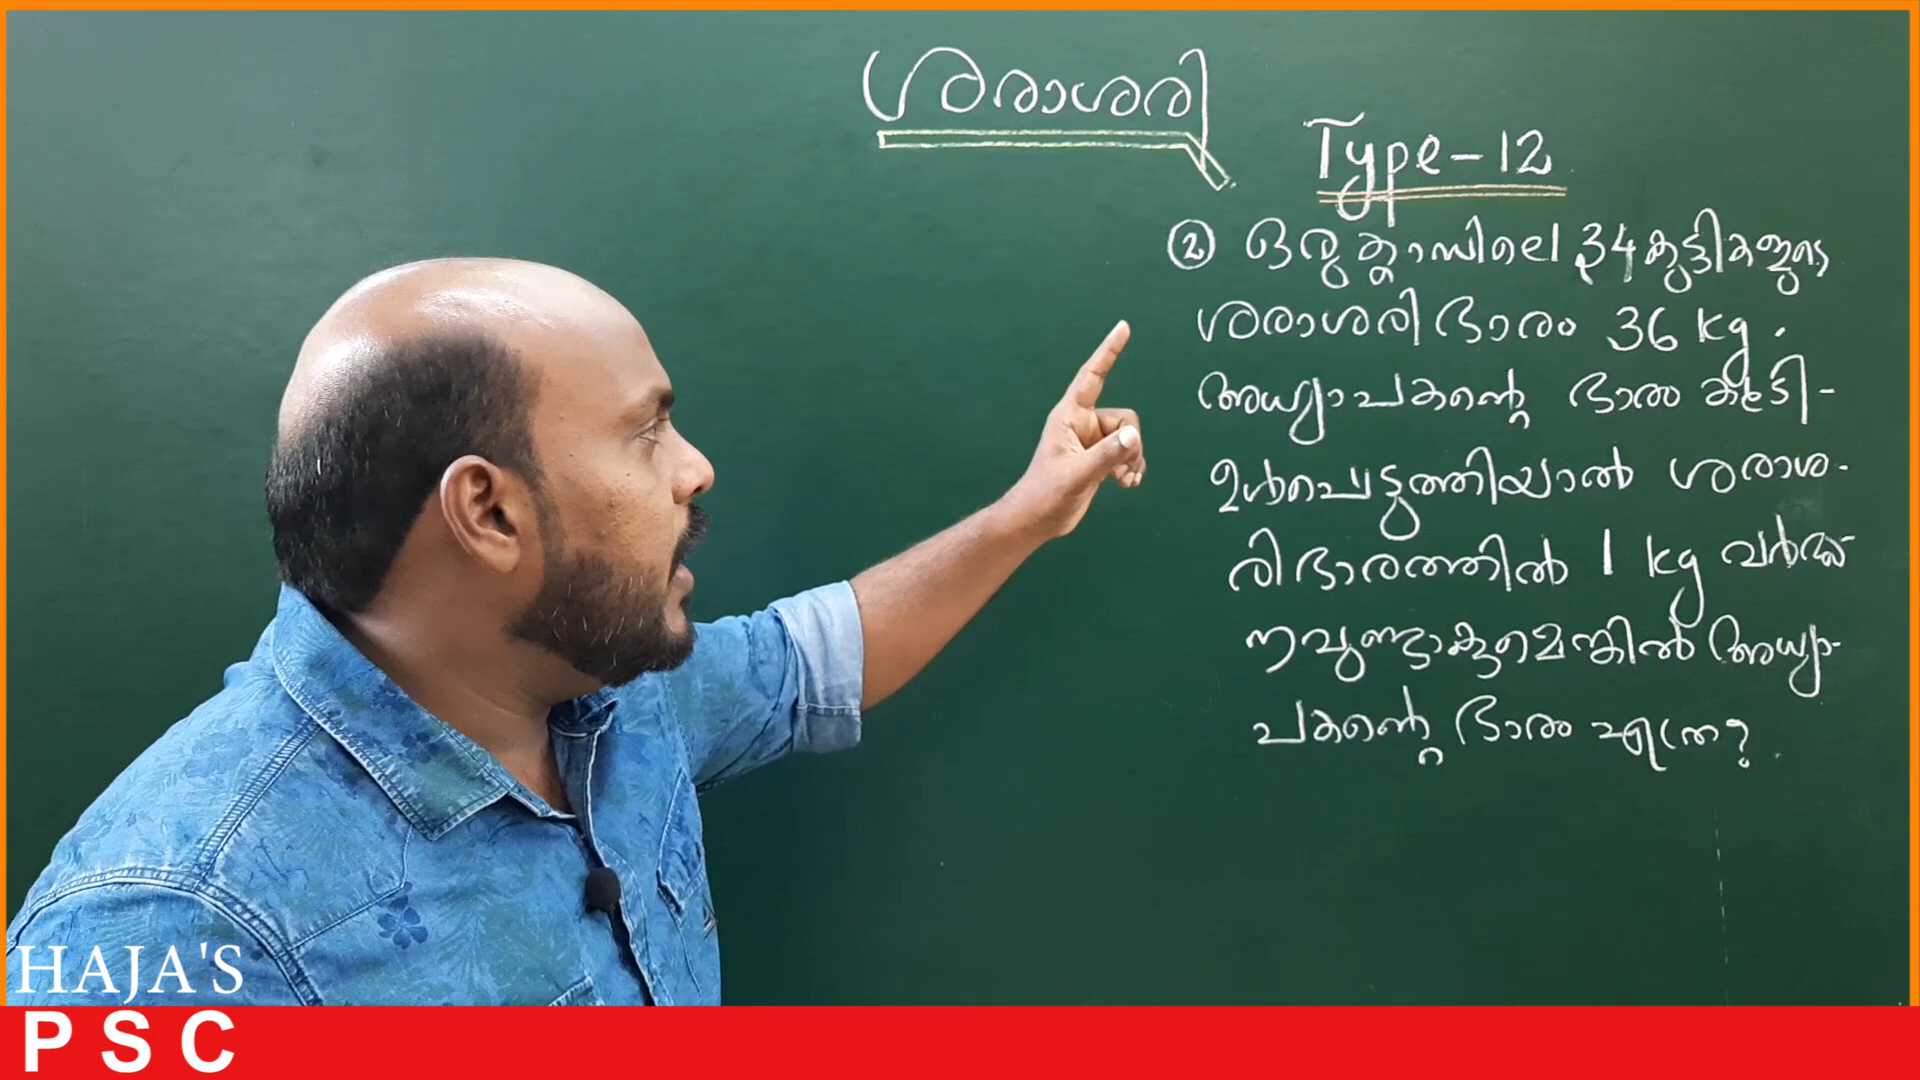 ശരാശരി
Type-12
② ഒരു ക്ലാസിലെ 34 കുട്ടികളുടെ
ശരാശരി ഭാരം 36 kg.
അധ്യാപകന്റെ ഭാരം കൂടി-
ഉൾപ്പെടുത്തിയാൽ ശരാശ-
രി ഭാരത്തിൽ 1 kg വർദ്ധ-
നവുണ്ടാകുമെങ്കിൽ അധ്യാ-
പകന്റെ ഭാരം എത്ര?
HAJA'S
PSC